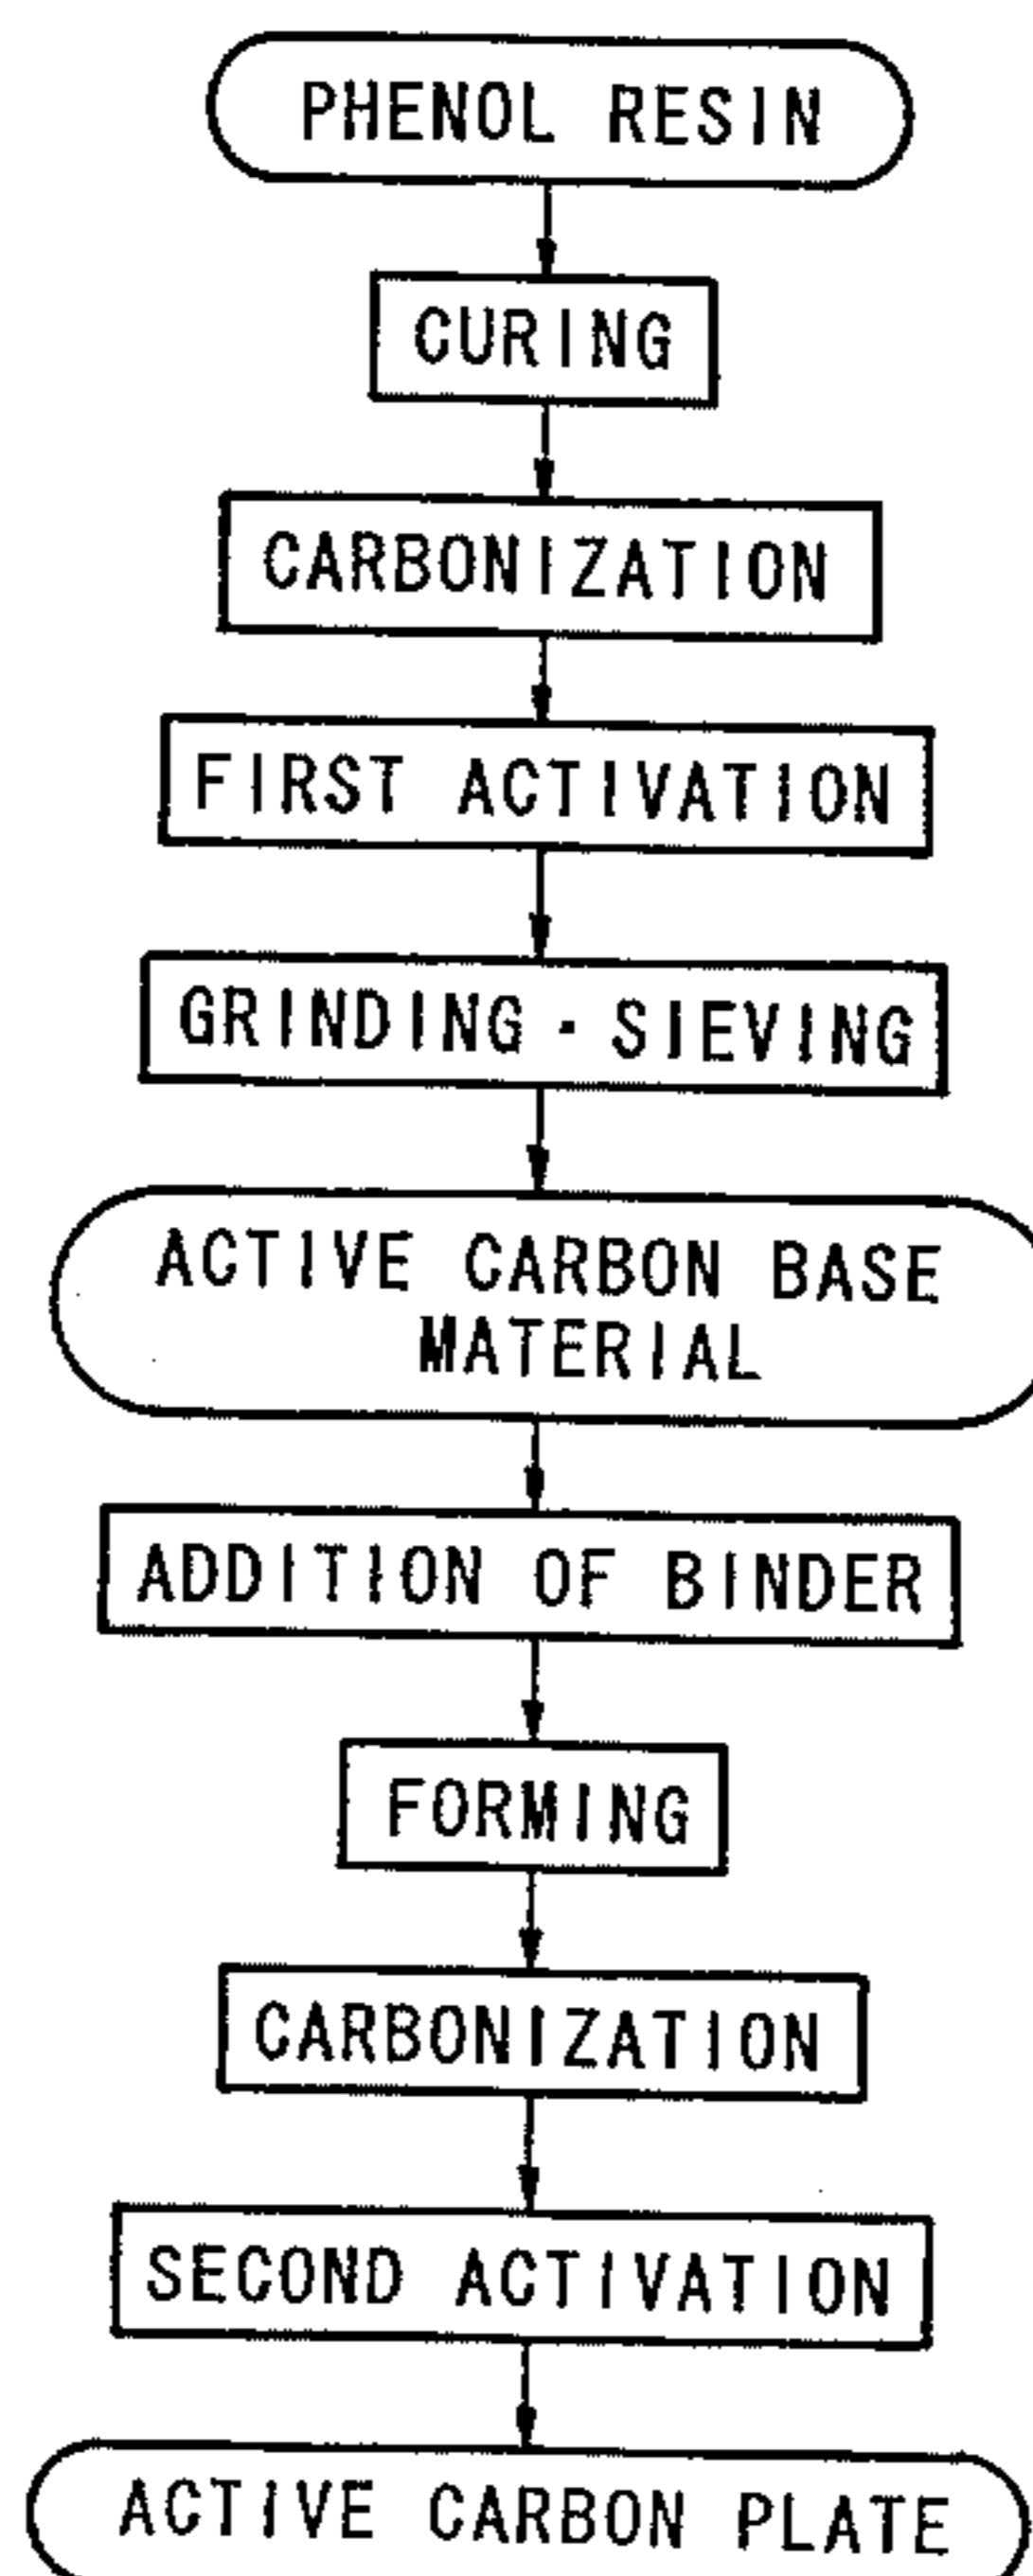 PHENOL RESIN
CURING
CARBONIZATION
FIRST ACTIVATION
GRINDING · SIEVING
ACTIVE CARBON BASE
MATERIAL
ADDITION OF BINDER
FORMING
CARBONIZATION
SECOND ACTIVATION
ACTIVE CARBON PLATE